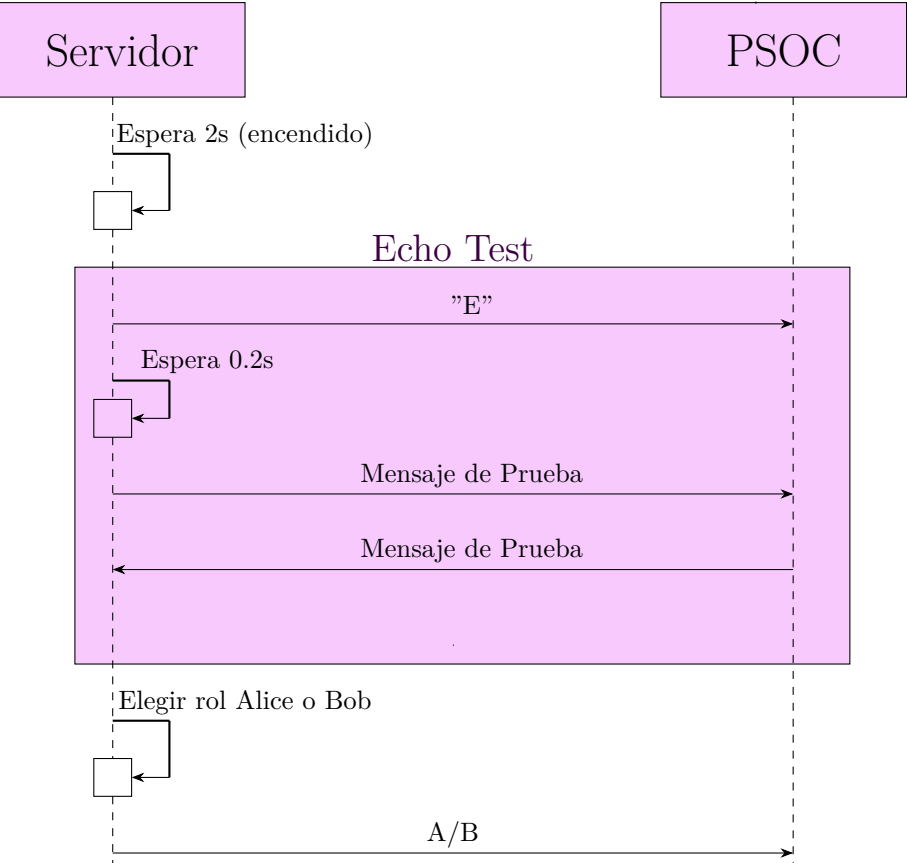 Servidor
PSOC
Espera 2s (encendido)
Echo Test
”E”
Espera 0.2s
Mensaje de Prueba
Mensaje de Prueba
Elegir rol Alice o Bob
A/B